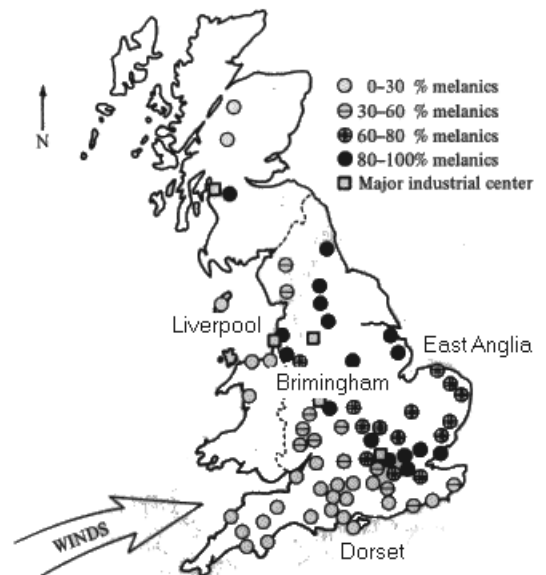 N
0–30 % melanics
30–60 % melanics
60–80 % melanics
80–100% melanics
Major industrial center
Liverpool
East Anglia
Brimingham
WINDS
Dorset